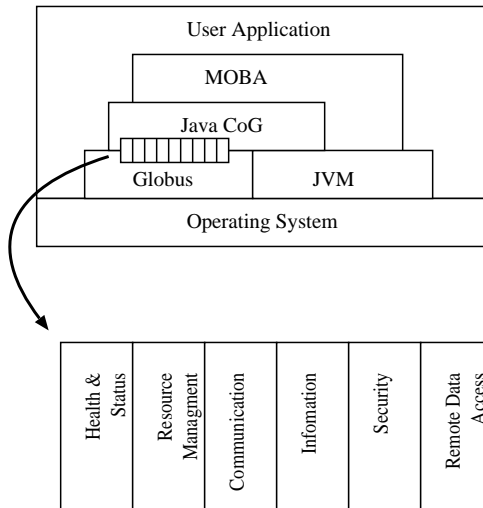 User Application
MOBA
Java CoG
Globus
JVM
Operating System
Health &
Status
Resource
Managment
Communication
Infomation
Security
Remote Data
Access